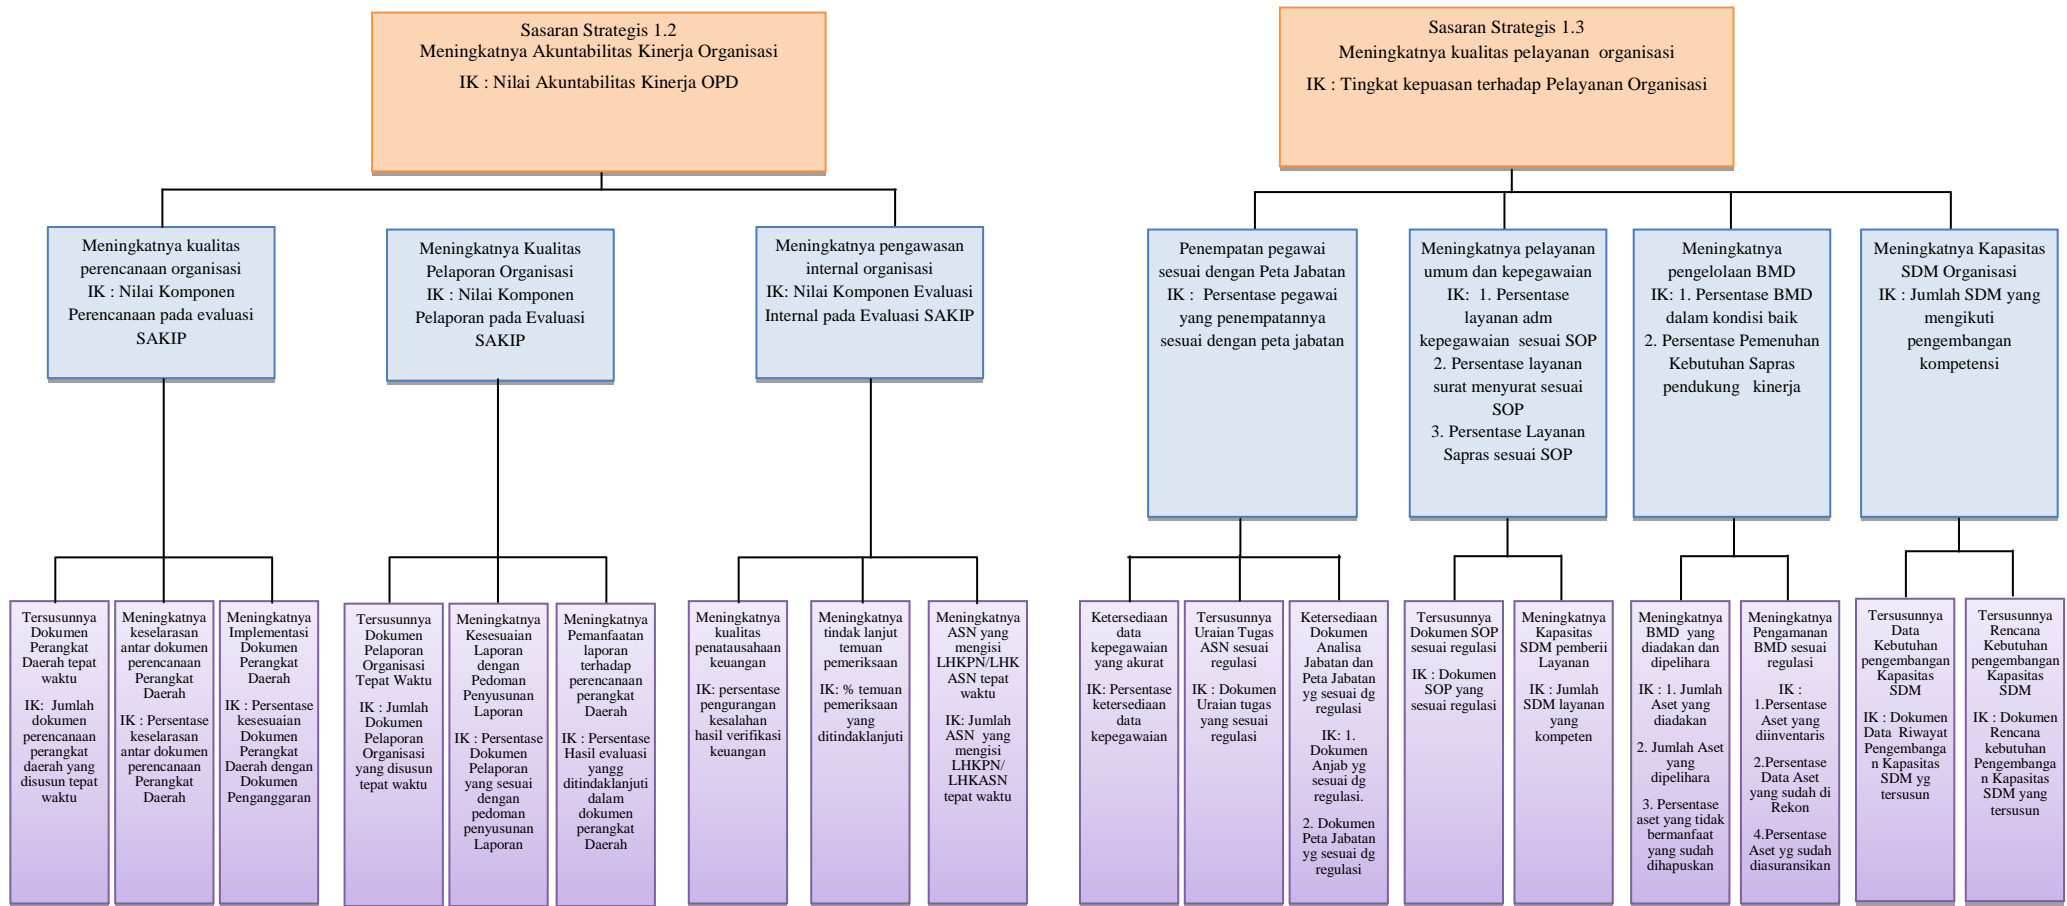 Sasaran Strategis 1.2
Meningkatnya Akuntabilitas Kinerja Organisasi
IK : Nilai Akuntabilitas Kinerja OPD
Sasaran Strategis 1.3
Meningkatnya kualitas pelayanan organisasi
IK : Tingkat kepuasan terhadap Pelayanan Organisasi
Meningkatnya kualitas
perencanaan organisasi
IK : Nilai Komponen
Perencanaan pada evaluasi
SAKIP
Meningkatnya Kualitas
Pelaporan Organisasi
IK : Nilai Komponen
Pelaporan pada Evaluasi
SAKIP
Meningkatnya pengawasan
internal organisasi
IK: Nilai Komponen Evaluasi
Internal pada Evaluasi SAKIP
Penempatan pegawai
sesuai dengan Peta Jabatan
IK : Persentase pegawai
yang penempatannya
sesuai dengan peta jabatan
Meningkatnya pelayanan
umum dan kepegawaian
IK: 1. Persentase
layanan adm
kepegawaian sesuai SOP
2. Persentase layanan
surat menyurat sesuai
SOP
3. Persentase Layanan
Sapras sesuai SOP
Meningkatnya
pengelolaan BMD
IK: 1. Persentase BMD
dalam kondisi baik
2. Persentase Pemenuhan
Kebutuhan Sapras
pendukung kinerja
Meningkatnya Kapasitas
SDM Organisasi
IK : Jumlah SDM yang
mengikuti
pengembangan
kompetensi
Tersusunnya
Dokumen
Perangkat
Daerah tepat
waktu
IK: Jumlah
dokumen
perencanaan
perangkat
daerah yang
disusun tepat
waktu
Meningkatnya
keselarasan
antar dokumen
perencanaan
Perangkat
Daerah
IK : Persentase
keselarasan
antar dokumen
perencanaan
Perangkat
Daerah
Meningkatnya
Implementasi
Dokumen
Perangkat
Daerah
IK : Persentase
kesesuaian
Dokumen
Perangkat
Daerah dengan
Dokumen
Penganggaran
Tersusunnya
Dokumen
Pelaporan
Organisasi
Tepat Waktu
IK : Jumlah
Dokumen
Pelaporan
Organisasi
yang disusun
tepat waktu
Meningkatnya
Kesesuaian
Laporan
dengan
Pedoman
Penyusunan
Laporan
IK : Persentase
Dokumen
Pelaporan
yang sesuai
dengan
pedoman
penyusunan
Laporan
Meningkatnya
Pemanfaatan
laporan
terhadap
perencanaan
perangkat
Daerah
IK : Persentase
Hasil evaluasi
yangg
ditindaklanjuti
dalam
dokumen
perangkat
Daerah
Meningkatnya
kualitas
penatausahaan
keuangan
IK: persentase
pengurangan
kesalahan
hasil verifikasi
keuangan
Meningkatnya
tindak lanjut
temuan
pemeriksaan
IK: % temuan
pemeriksaan
yang
ditindaklanjuti
Meningkatnya
ASN yang
mengisi
LHKPN/LHK
ASN tepat
waktu
IK: Jumlah
ASN yang
mengisi
LHKPN/
LHKASN
tepat waktu
Ketersediaan
data
kepegawaian
yang akurat
IK: Persentase
ketersediaan
data
kepegawaian
Tersusunnya
Uraian Tugas
ASN sesuai
regulasi
IK : Dokumen
Uraian tugas
yang sesuai
regulasi
Ketersediaan
Dokumen
Analisa
Jabatan dan
Peta Jabatan
yg sesuai dg
regulasi
IK: 1.
Dokumen
Anjab yg
sesuai dg
regulasi.
2. Dokumen
Peta Jabatan
yg sesuai dg
regulasi
Tersusunnya
Dokumen SOP
sesuai regulasi
IK : Dokumen
SOP yang
sesuai regulasi
Meningkatnya
Kapasitas
SDM pemberii
Layanan
IK : Jumlah
SDM layanan
yang
kompeten
Meningkatnya
BMD yang
diadakan dan
dipelihara
IK : 1. Jumlah
Aset yang
diadakan
2. Jumlah Aset
yang
dipelihara
3. Persentase
aset yang tidak
bermanfaat
yang sudah
dihapuskan
Meningkatnya
Pengamanan
BMD sesuai
regulasi
IK :
1.Persentase
Aset yang
diinventaris
2.Persentase
Data Aset
yang sudah di
Rekon
4.Persentase
Aset yg sudah
diasuransikan
Tersusunnya
Data
Kebutuhan
pengembangan
Kapasitas
SDM
IK : Dokumen
Data Riwayat
Pengembanga
n Kapasitas
SDM yg
tersusun
Tersusunnya
Rencana
Kebutuhan
pengembangan
Kapasitas
SDM
IK : Dokumen
Rencana
kebutuhan
Pengembanga
n Kapasitas
SDM yang
tersusun